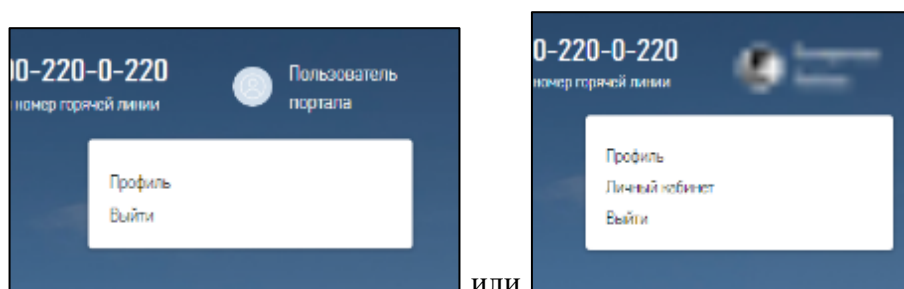 00-220-0-220
номер горячей линии
Пользователь
портала
Профиль
Выйти
или
0-220-0-220
номер горячей линии
Профиль
Личный кабинет
Выйти